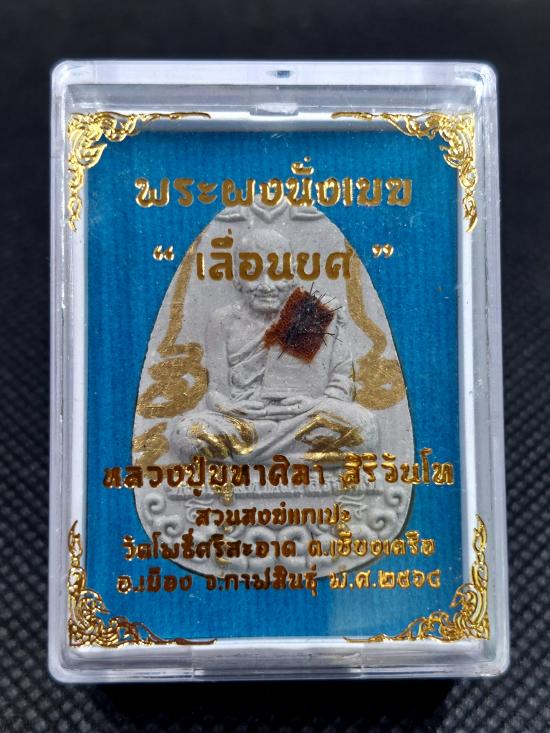 พระผงนั่งเมฆ
“ เลื่อนยศ ”
หลวงปู่มหาศิลา สิริจันโท
สวนสงฆ์แกเปะ
วัดโพธิ์ศรีสะอาด ต.เชียงเครือ
อ.เมือง จ.กาฬสินธุ์ พ.ศ.๒๕๖๔